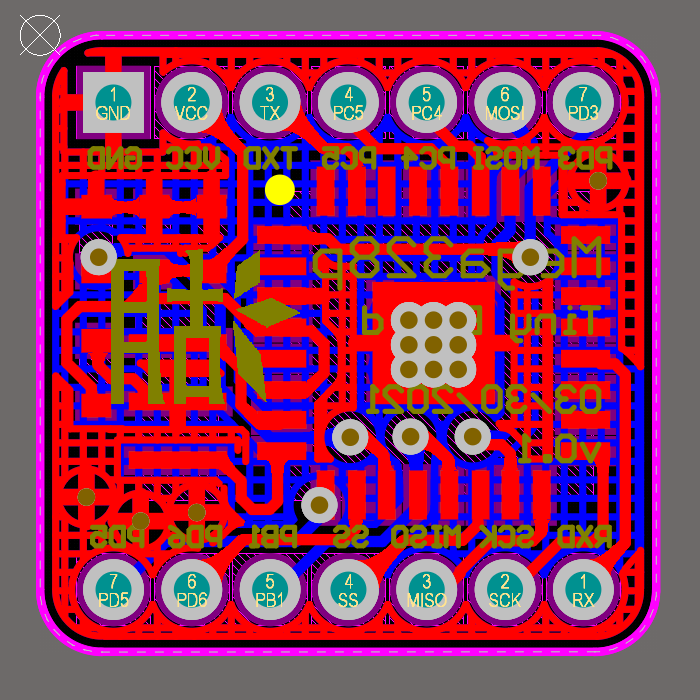 1 2 3 4 5 6 7
GND VCC TX PC5 PC4 MOSI PD3
GND VCC TXD PC5 PC4 MOSI PD3
Mega328p
Tiny
03/30/2021
v0.1
PD5 PD6 PB1 SS MISO SCK RXD
7 6 5 4 3 2 1
PD5 PD6 PB1 SS MISO SCK RX